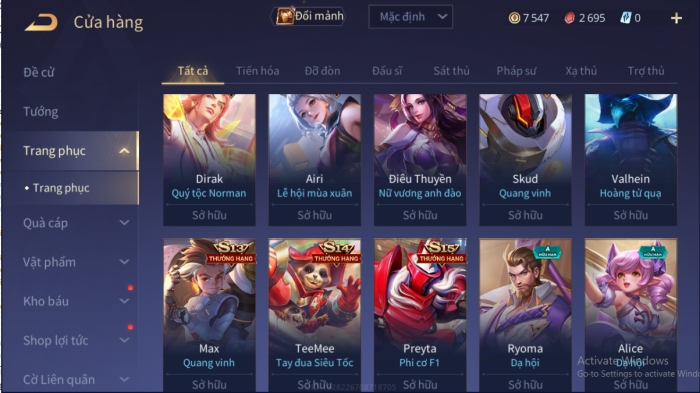 Cửa hàng
Đổi mảnh
Mặc định
7 547
2 695
0
Đề cử
Tướng
Trang phục
Trang phục
Quà cáp
Vật phẩm
Kho báu
Shop lợi tức
Cờ Liên quân
Tất cả
Tiến hóa
Đỡ đòn
Đấu sĩ
Sát thủ
Pháp sư
Xạ thủ
Trợ thủ
Dirak
Quý tộc Norman
Sở hữu
Airi
Lễ hội mùa xuân
Sở hữu
Điêu Thuyền
Nữ vương anh đào
Sở hữu
Skud
Quang vinh
Sở hữu
Valhein
Hoàng tử quạ
Sở hữu
S13
THƯỞNG HẠNG
Max
Quang vinh
Sở hữu
S14
THƯỞNG HẠNG
TeeMee
Tay đua Siêu Tốc
Sở hữu
S15
THƯỞNG HẠNG
Preyta
Phi cơ F1
Sở hữu
A
HỮU HẠN
Ryoma
Dạ hội
Sở hữu
A
HỮU HẠN
Alice
Dạ hội
Sở hữu
Activate Windows
Go to Settings to activate Wind